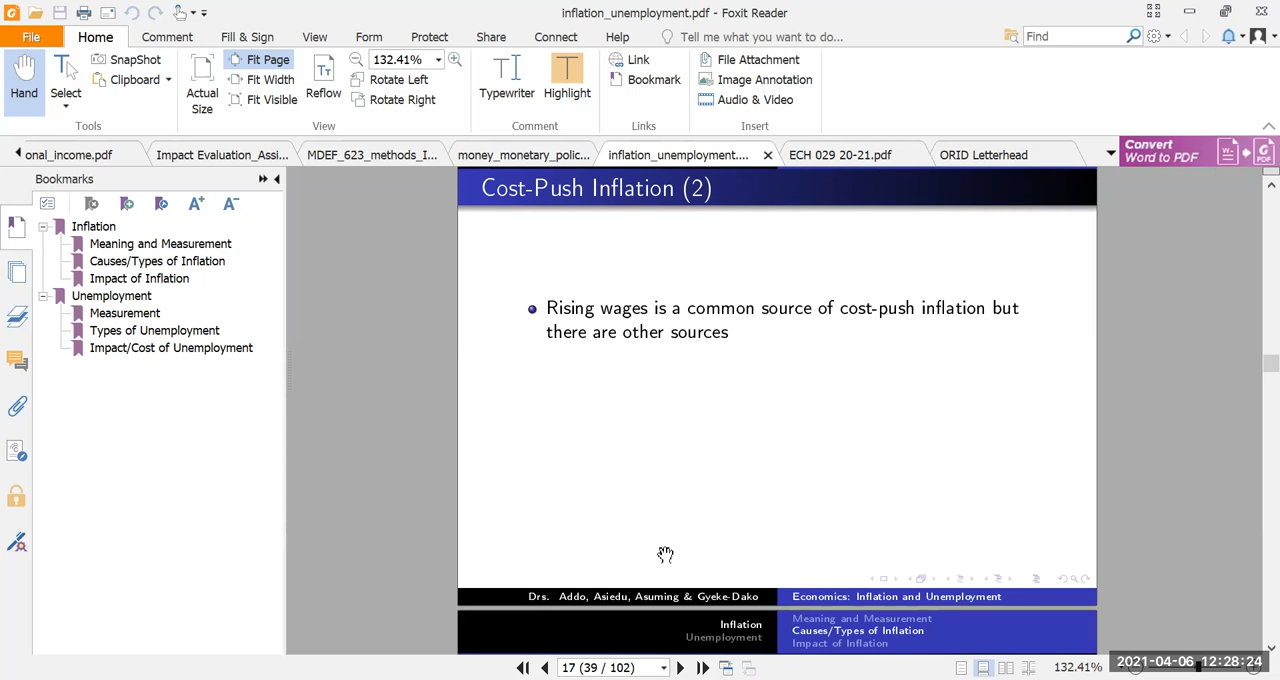 inflation_unemployment.pdf - Foxit Reader
File Home Comment Fill & Sign View Form Protect Share Connect Help Tell me what you want to do... Find
Hand
Select
SnapShot
Clipboard
Tools
Actual Size
Fit Page
Fit Width
Fit Visible
Reflow
132.41%
Rotate Left
Rotate Right
View
Typewriter
Highlight
Comment
Link
Bookmark
Links
File Attachment
Image Annotation
Audio & Video
Insert
onal_income.pdf Impact Evaluation_Assi... MDEF_623_methods_I... money_monetary_polic... inflation_unemployment.... ECH 029 20-21.pdf ORID Letterhead
Convert
Word to PDF
Bookmarks
Inflation
Meaning and Measurement
Causes/Types of Inflation
Impact of Inflation
Unemployment
Measurement
Types of Unemployment
Impact/Cost of Unemployment
Cost-Push Inflation (2)
Rising wages is a common source of cost-push inflation but
there are other sources
Drs. Addo, Asiedu, Asuming & Gyeke-Dako Economics: Inflation and Unemployment
Inflation
Unemployment
Meaning and Measurement
Causes/Types of Inflation
Impact of Inflation
17 (39 / 102)
132.41%
2021-04-06 12:28:24